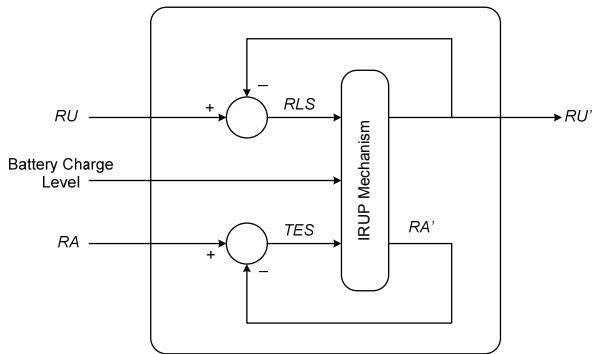 −
+
RLS
RU
RU’
Battery Charge
Level
IRUP Mechanism
TES
RA’
RA
+
−